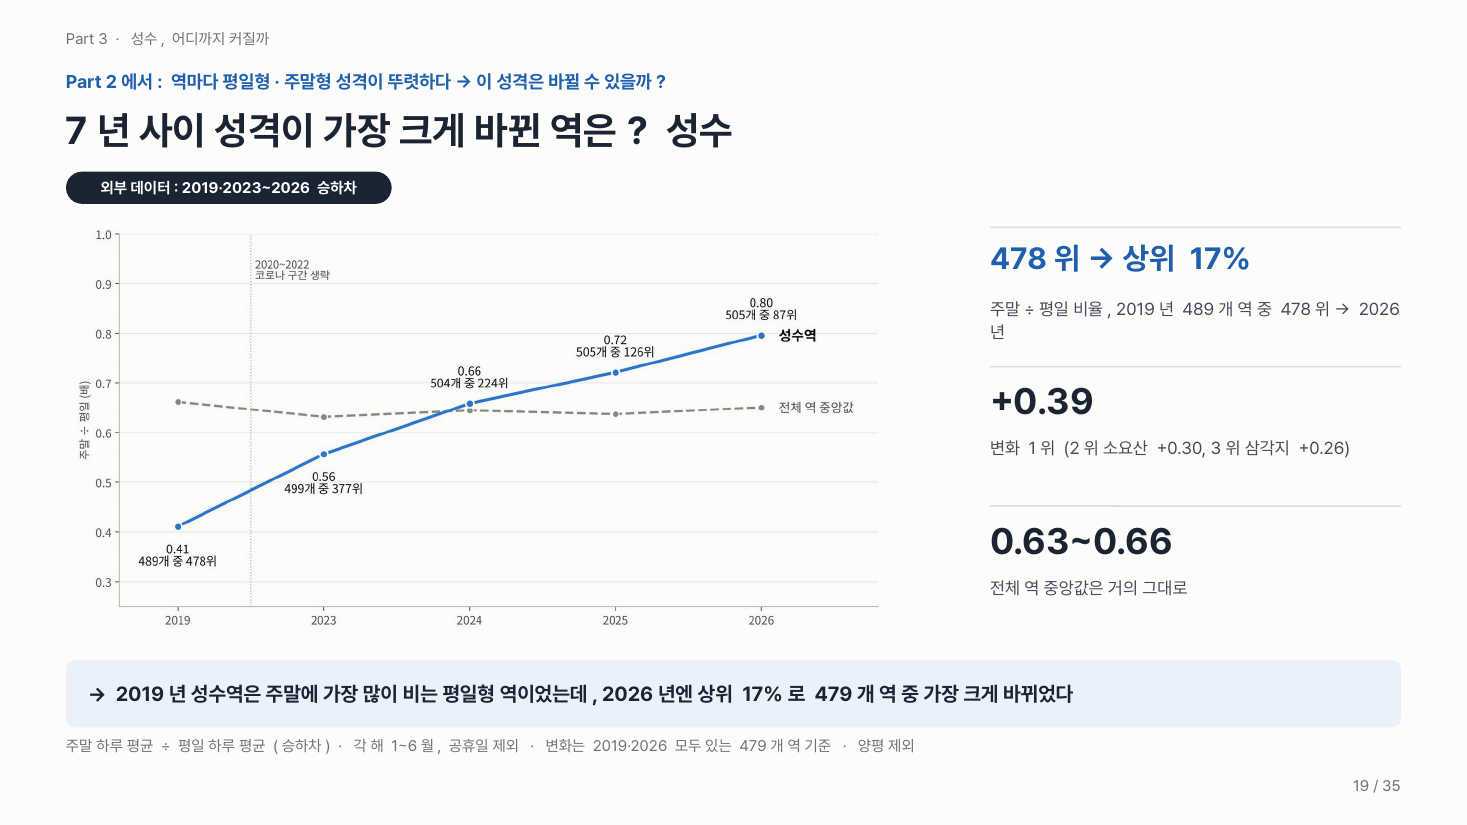 Part 3 · 성수 , 어디까지 커질까
Part 2 에서 : 역마다 평일형 · 주말형 성격이 뚜렷하다 → 이 성격은 바뀔 수 있을까 ?
7 년 사이 성격이 가장 크게 바뀐 역은 ? 성수
외부 데이터 : 2019·2023~2026 승하차
1.0
0.9
0.8
0.7
0.6
0.5
0.4
0.3
주말 ÷ 평일 (배)
2020~2022
코로나 구간 생략
0.41
489개 중 478위
0.56
499개 중 377위
0.66
504개 중 224위
0.72
505개 중 126위
0.80
505개 중 87위
성수역
전체 역 중앙값
2019
2023
2024
2025
2026
478 위 → 상위 17%
주말 ÷ 평일 비율 , 2019 년 489 개 역 중 478 위 → 2026
년
+0.39
변화 1 위 (2 위 소요산 +0.30, 3 위 삼각지 +0.26)
0.63~0.66
전체 역 중앙값은 거의 그대로
→ 2019 년 성수역은 주말에 가장 많이 비는 평일형 역이었는데 , 2026 년엔 상위 17% 로 479 개 역 중 가장 크게 바뀌었다
주말 하루 평균 ÷ 평일 하루 평균 ( 승하차 ) · 각 해 1~6 월 , 공휴일 제외 · 변화는 2019·2026 모두 있는 479 개 역 기준 · 양평 제외
19 / 35